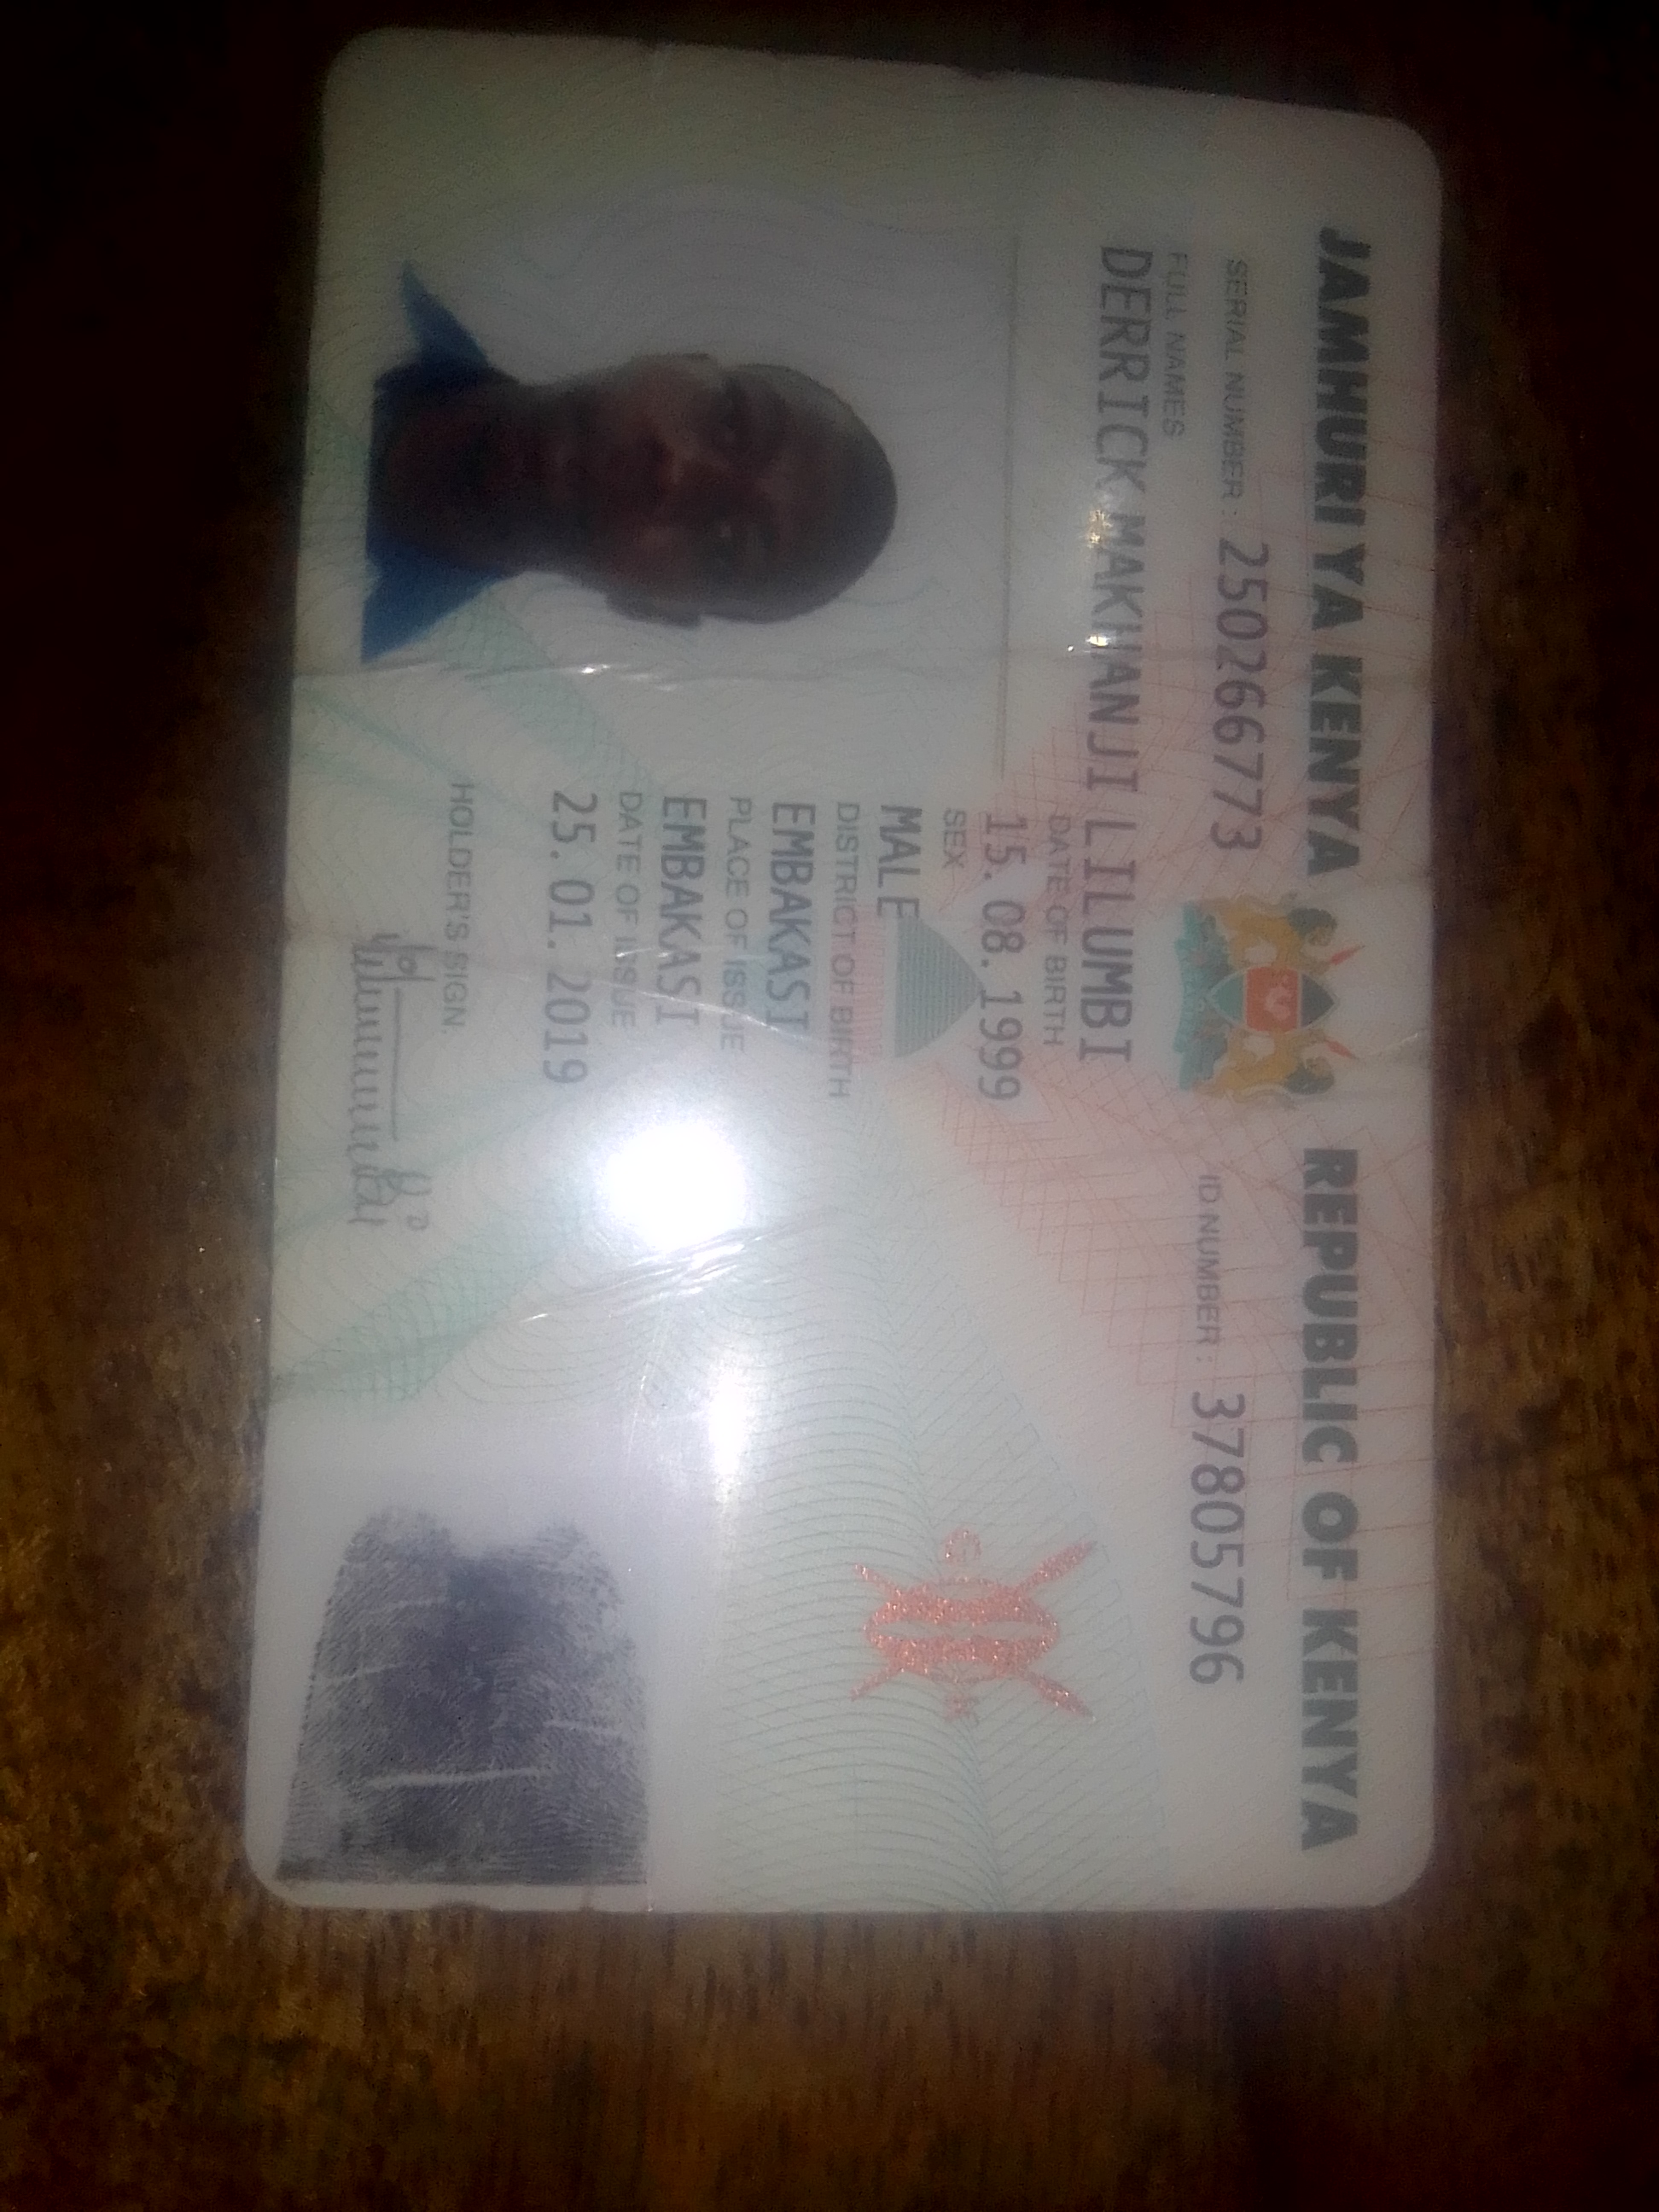 JAMHURI YA KENYA REPUBLIC OF KENYA
SERIAL NUMBER: 250266773 ID NUMBER: 37805796
FULL NAMES
DERRICK MAKHANJI LILUMBI
DATE OF BIRTH
15. 08. 1999
SEX
MALE
DISTRICT OF BIRTH
EMBAKASI
PLACE OF ISSUE
EMBAKASI
DATE OF ISSUE
25. 01. 2019
HOLDER'S SIGN.